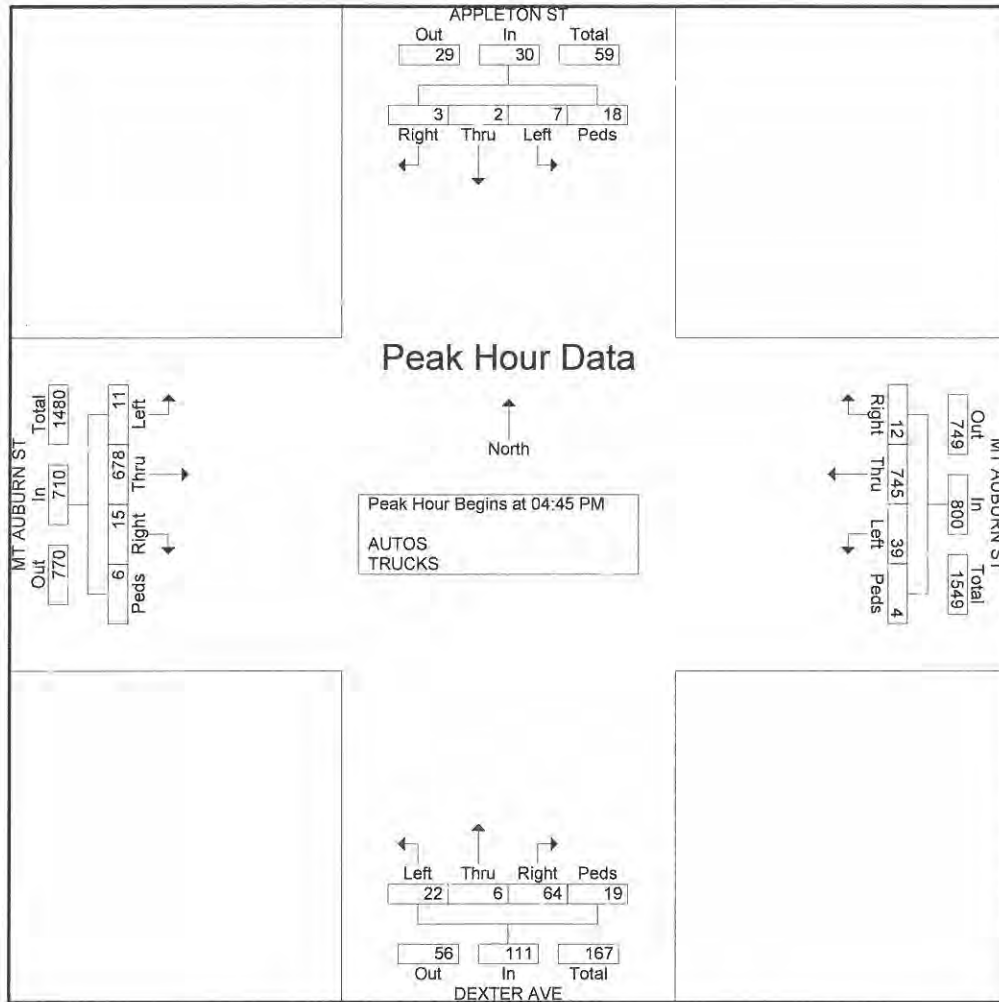 APPLETON ST
Out In Total
29 30 59
3 2 7 18
Right Thru Left Peds
Peak Hour Data
North
Peak Hour Begins at 04:45 PM
AUTOS
TRUCKS
MT AUBURN ST
Total In Out
1480 710 770
11 678 15 6
Left Thru Right Peds
MT AUBURN ST
Out In Total
749 800 1549
12 745 39 4
Right Thru Left Peds
Left Thru Right Peds
22 6 64 19
56 111 167
Out In Total
DEXTER AVE